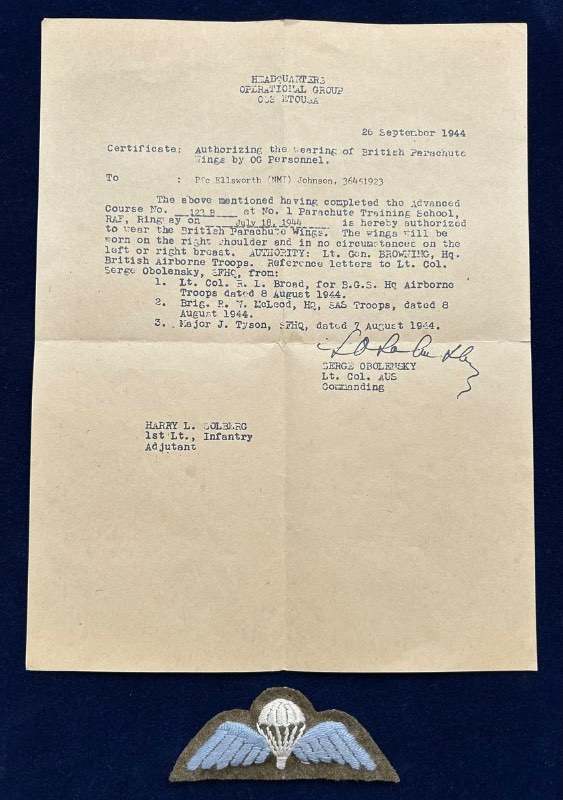 HEADQUARTERS
OPERATIONAL GROUP
OSS ETOUSA
26 September 1944
Certificate: Authorizing the wearing of British Parachute
Wings by OG Personnel.
To : Pfc Ellsworth (NMI) Johnson, 36451923
The above mentioned having completed the Advanced
Course No. 123 B at No. 1 Parachute Training School,
RAF, Ringway on July 18, 1944 is hereby authorized
to wear the British Parachute Wings. The wings will be
worn on the right shoulder and in no circumstances on the
left or right breast. AUTHORITY: Lt. Gen. BROWNING, Hq.
British Airborne Troops. Reference letters to Lt. Col.
Serge Obolensky, SFHQ, from:
1. Lt. Col. R. L. Broad, for B.G.S. Hq Airborne
Troops dated 8 August 1944.
2. Brig. R. W. McLeod, HQ, SAS Troops, dated 8
August 1944.
3. Major J. Tyson, SFHQ, dated 7 August 1944.
SERGE OBOLENSKY
Lt. Col. AUS
Commanding
HARRY L.
1st Lt., Infantry
Adjutant